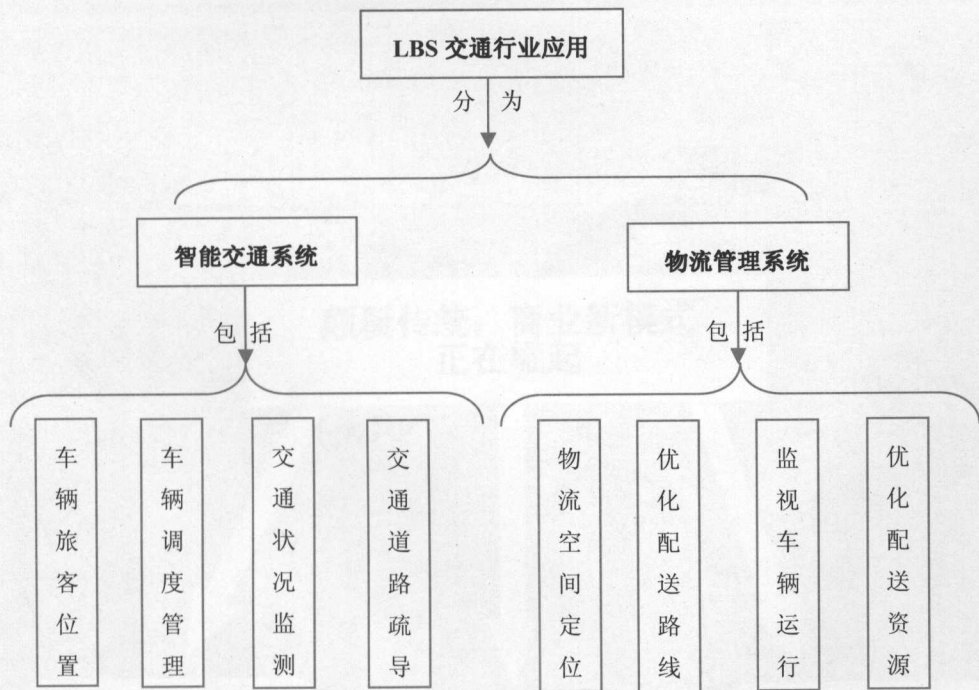 LBS 交通行业应用
分为
智能交通系统
物流管理系统
包括
包括
车辆旅客位置
车辆调度管理
交通状况监测
交通道路疏导
物流空间定位
优化配送路线
监视车辆运行
优化配送资源